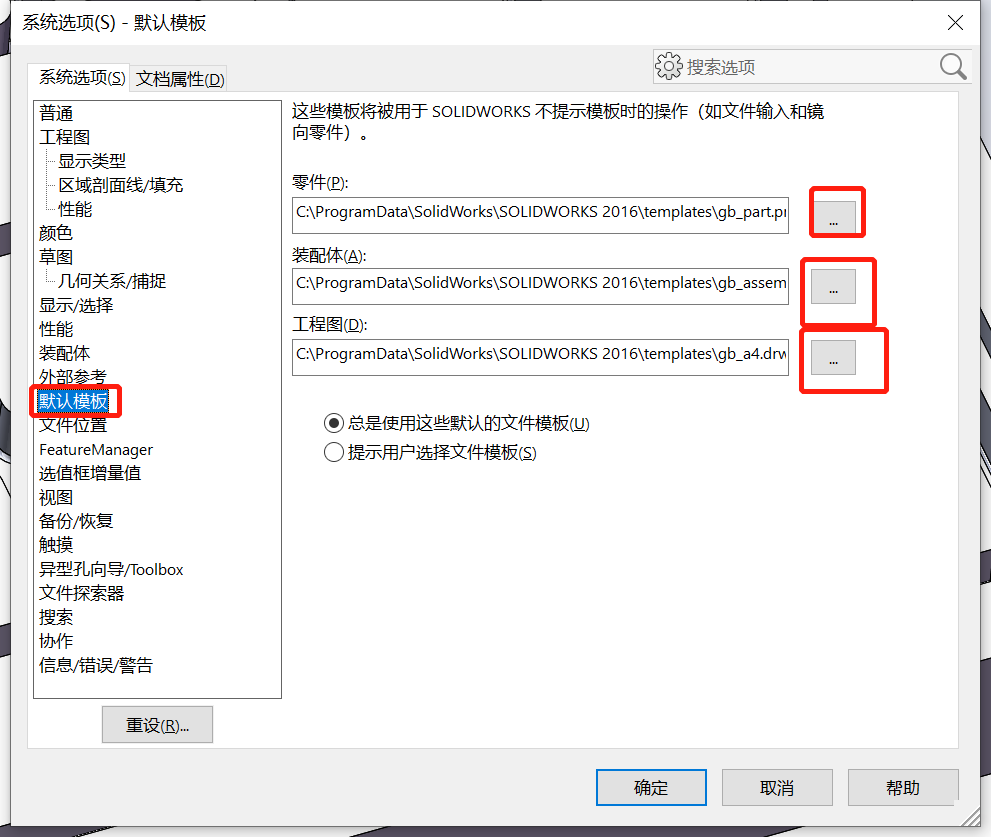 系统选项(S) - 默认模板
系统选项(S) 文档属性(D)
搜索选项
普通
工程图
显示类型
区域剖面线/填充
性能
颜色
草图
几何关系/捕捉
显示/选择
性能
装配体
外部参考
默认模板
文件位置
FeatureManager
选值框增量值
视图
备份/恢复
触摸
异型孔向导/Toolbox
文件探索器
搜索
协作
信息/错误/警告
重设(R)...
这些模板将被用于 SOLIDWORKS 不提示模板时的操作（如文件输入和镜
向零件）。
零件(P):
C:\ProgramData\SolidWorks\SOLIDWORKS 2016\templates\gb_part.pr
...
装配体(A):
C:\ProgramData\SolidWorks\SOLIDWORKS 2016\templates\gb_assem
...
工程图(D):
C:\ProgramData\SolidWorks\SOLIDWORKS 2016\templates\gb_a4.drw
...
总是使用这些默认的文件模板(U)
提示用户选择文件模板(S)
确定 取消 帮助